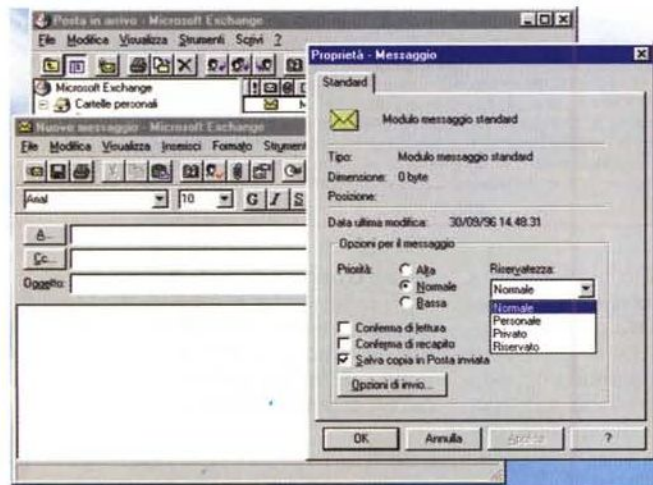 Posta in arrivo - Microsoft Exchange
File Modifica Visualizza Strumenti Scrivi ?
Microsoft Exchange
Cartelle personali
Nuovo messaggio - Microsoft Exchange
File Modifica Visualizza Inserisci Formato Strumen
Arial 10 G I S
A...
Cc...
Oggetto:
Proprietà - Messaggio
Standard
Modulo messaggio standard
Tipo: Modulo messaggio standard
Dimensione: 0 byte
Posizione:
Data ultima modifica: 30/09/96 14.48.31
Opzioni per il messaggio
Priorità: Alta Riservatezza:
Normale Normale
Bassa Normale
Personale
Privato
Riservato
Conferma di lettura
Conferma di recapito
Salva copia in Posta inviata
Opzioni di invio...
OK Annulla Applica ?